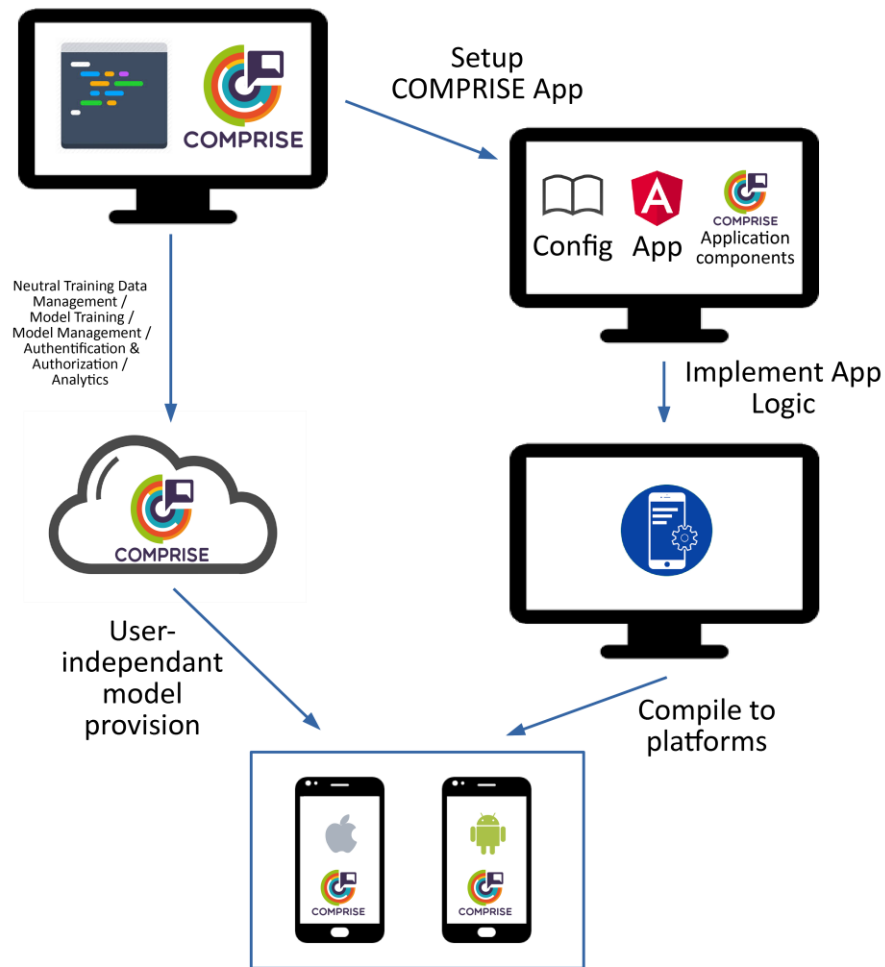 COMPRISE
Setup
COMPRISE App
Config
App
COMPRISE
Application
components
Neutral Training Data
Management /
Model Training /
Model Management /
Authentification &
Authorization /
Analytics
Implement App
Logic
COMPRISE
User-
independant
model
provision
Compile to
platforms
COMPRISE
COMPRISE